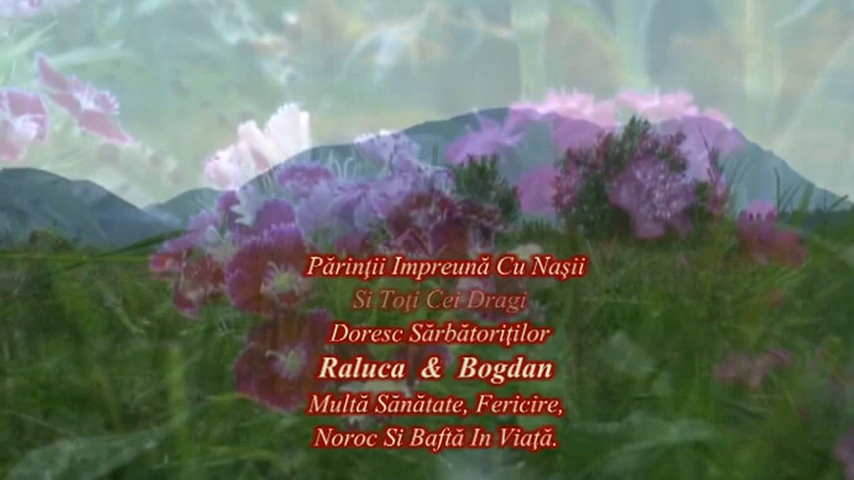 Părinţii Impreună Cu Naşii
Si Toţi Cei Dragi
Doresc Sărbătoriţilor
Raluca & Bogdan
Multă Sănătate, Fericire,
Noroc Si Baftă In Viaţă.